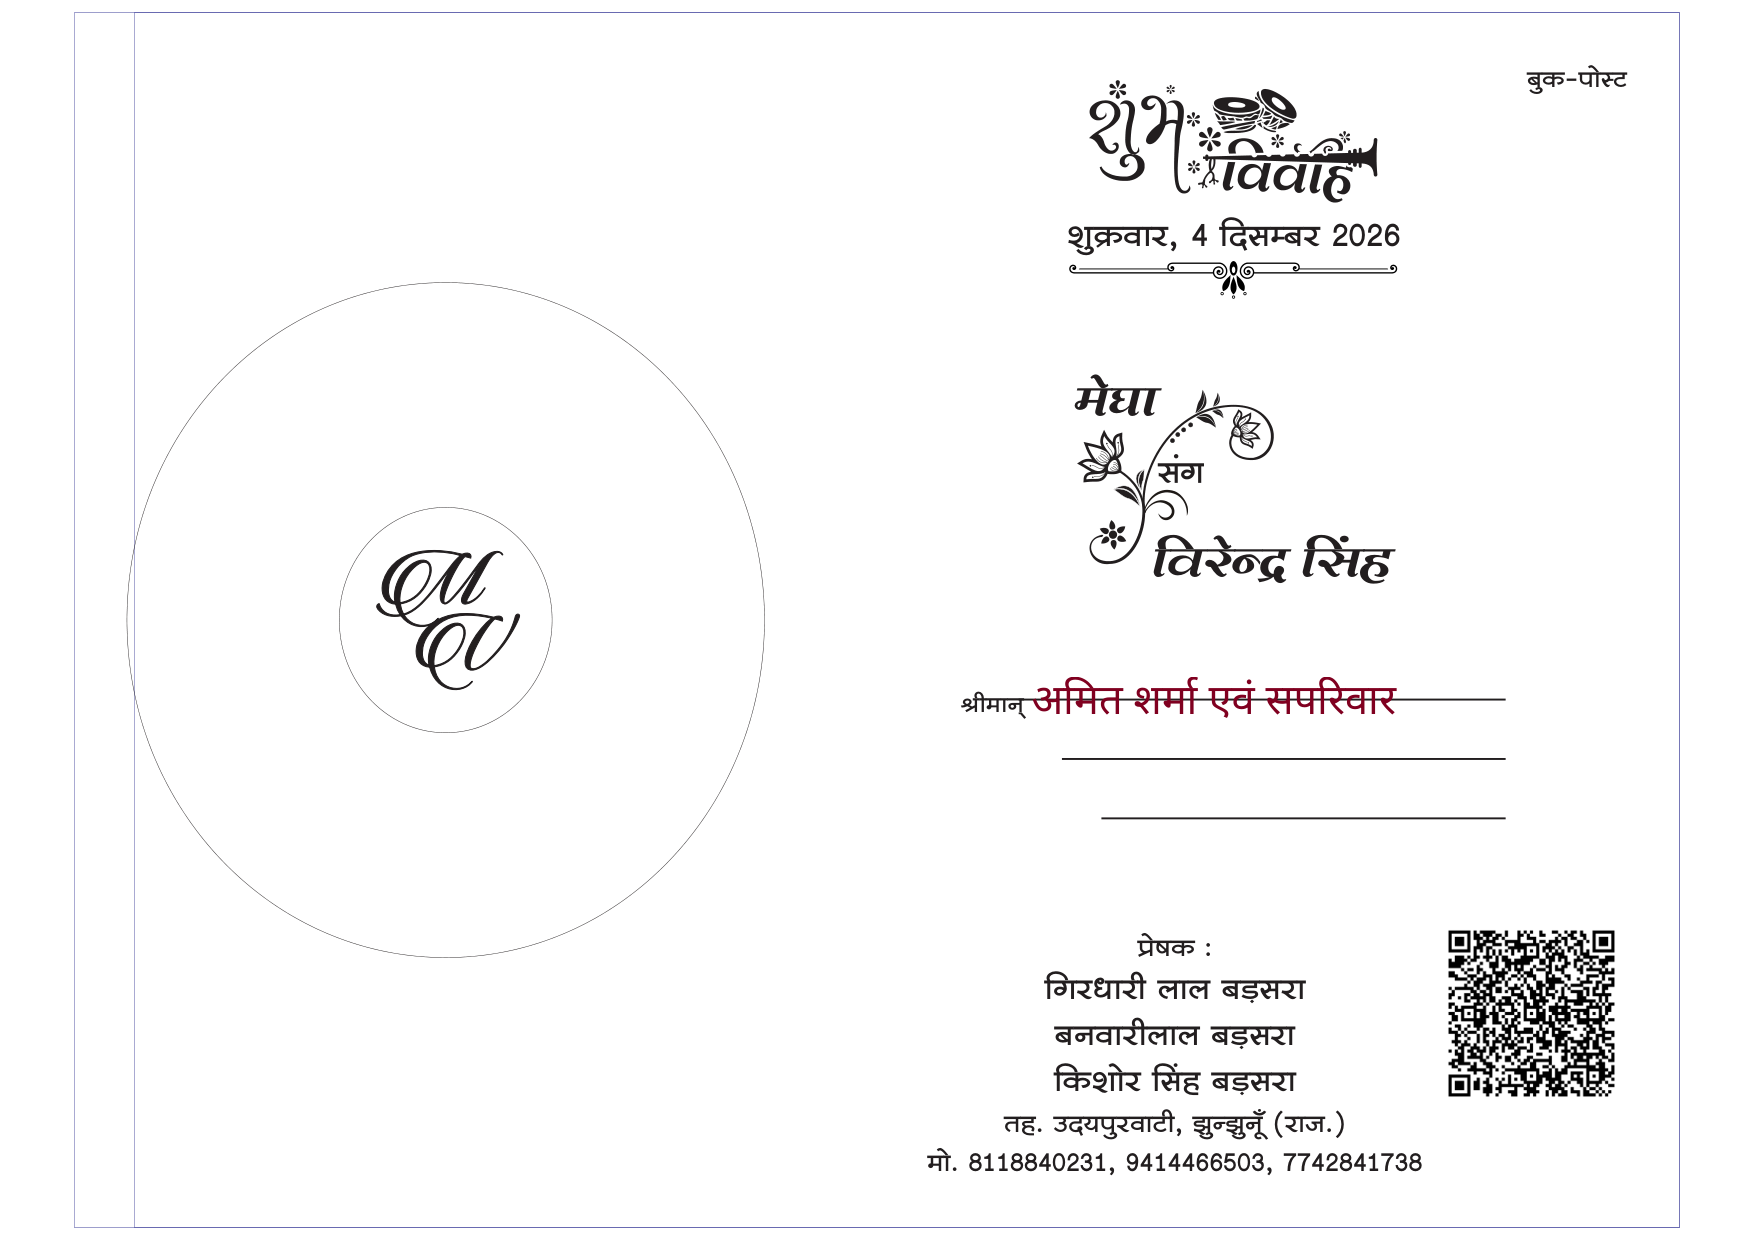 बुक-पोस्ट
शुभ
विवाह
शुक्रवार, 4 दिसम्बर 2026
मेघा
संग
विरेन्द्र सिंह
M
V
श्रीमान् अमित शर्मा एवं सपरिवार
प्रेषक :
गिरधारी लाल बड़सरा
बनवारीलाल बड़सरा
किशोर सिंह बड़सरा
तह. उदयपुरवाटी, झुन्झुनूँ (राज.)
मो. 8118840231, 9414466503, 7742841738